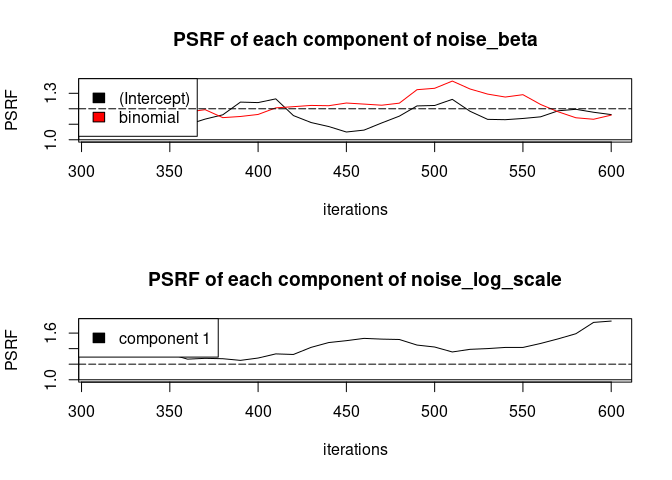 PSRF of each component of noise_beta
PSRF
1.0
1.3
(Intercept)
binomial
300 350 400 450 500 550 600
iterations
PSRF of each component of noise_log_scale
PSRF
1.0
1.6
component 1
300 350 400 450 500 550 600
iterations